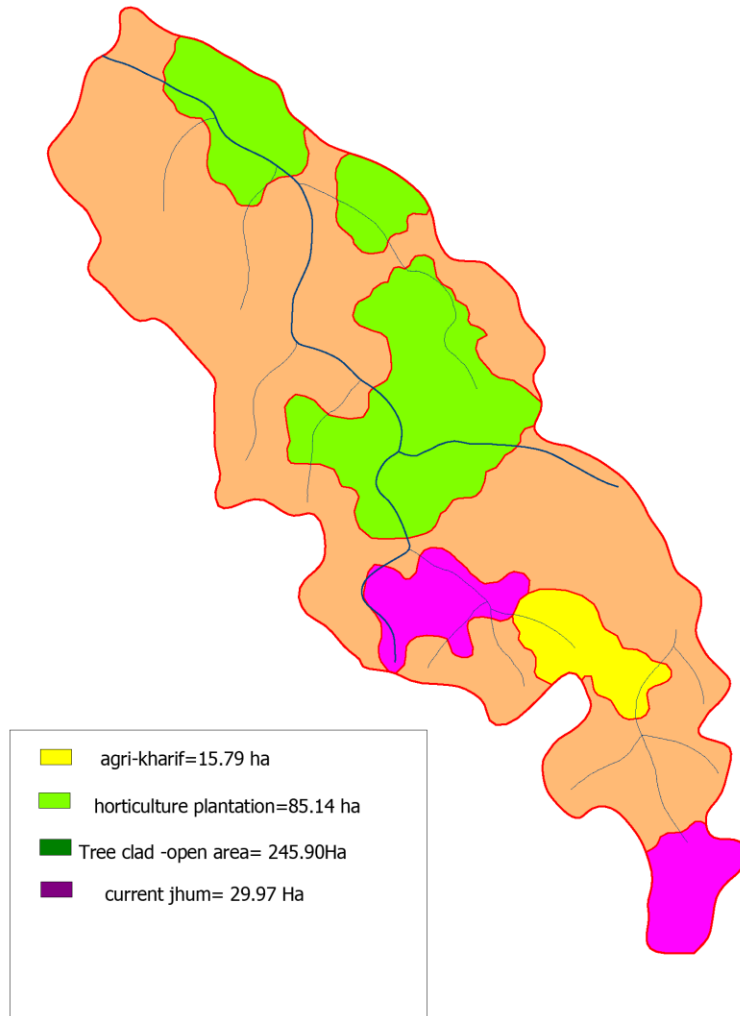 agri-kharif=15.79 ha
horticulture plantation=85.14 ha
Tree clad -open area= 245.90Ha
current jhum= 29.97 Ha